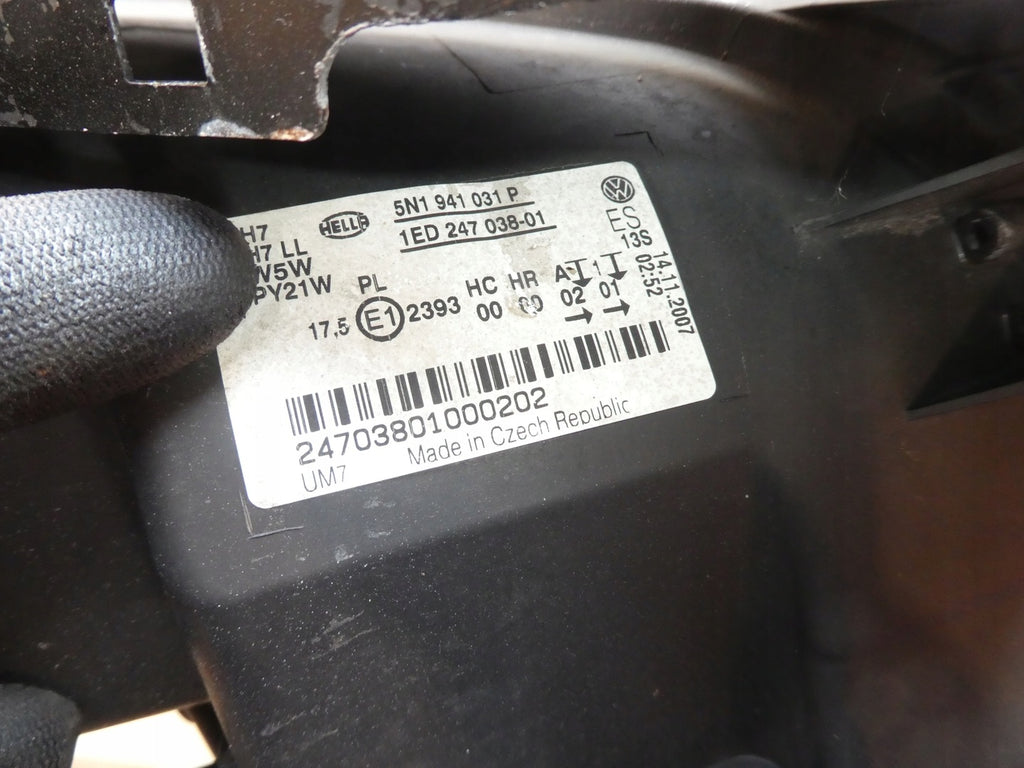 H7
H7 LL
W5W
PY21W
HELLA
5N1 941 031 P
1ED 247 038-01
ES
13S
14.11.2007
02:52
PL
17,5 E1 2393
HC HR A 1
00 02 01
24703801000202
UM7 Made in Czech Republic